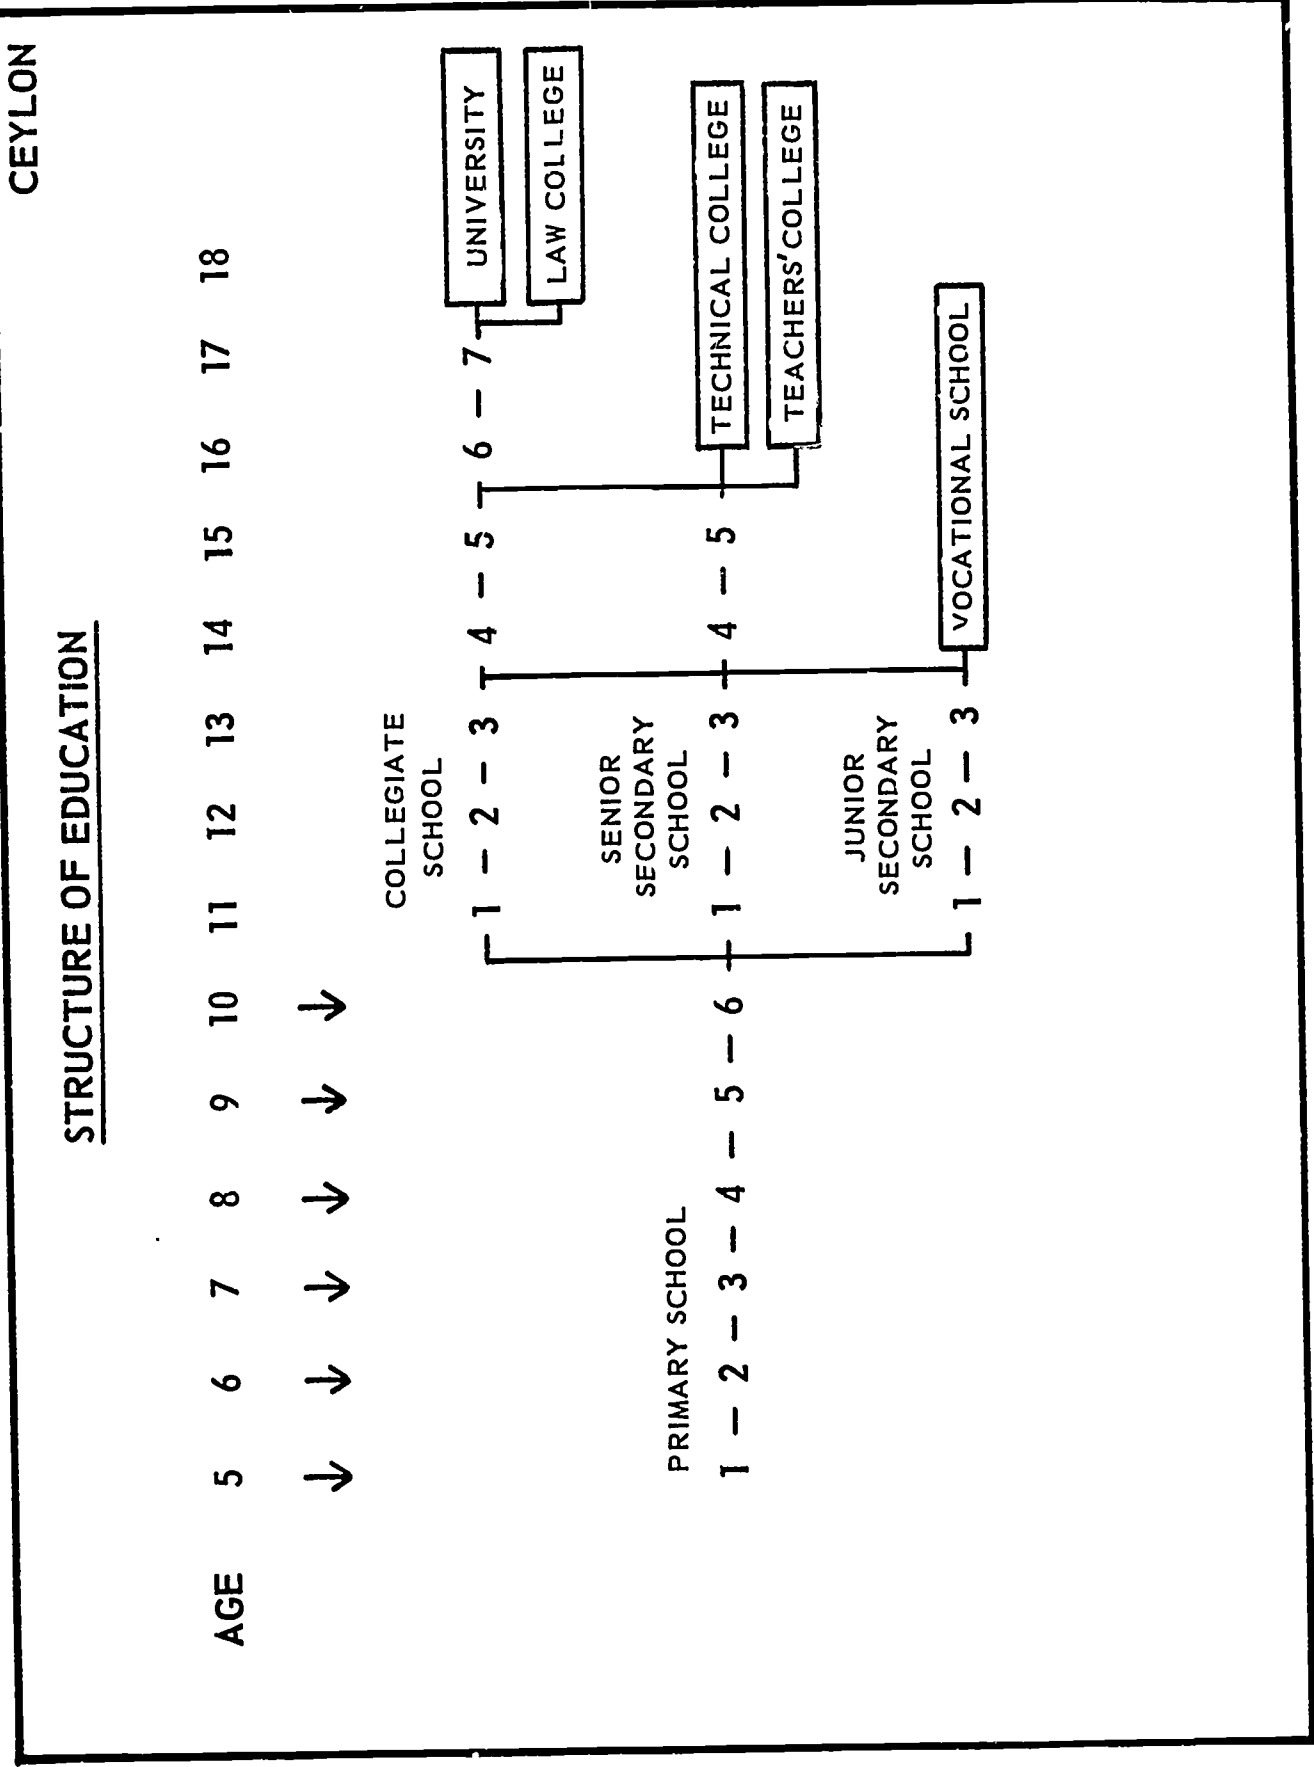 CEYLON
STRUCTURE OF EDUCATION
AGE 5 6 7 8 9 10 11 12 13 14 15 16 17 18
COLLEGIATE
SCHOOL
1 - 2 - 3 - 4 - 5 - 6 - 7
UNIVERSITY
LAW COLLEGE
PRIMARY SCHOOL
1 - 2 - 3 - 4 - 5 - 6
SENIOR
SECONDARY
SCHOOL
1 - 2 - 3 - 4 - 5
TECHNICAL COLLEGE
TEACHERS' COLLEGE
JUNIOR
SECONDARY
SCHOOL
1 - 2 - 3
VOCATIONAL SCHOOL